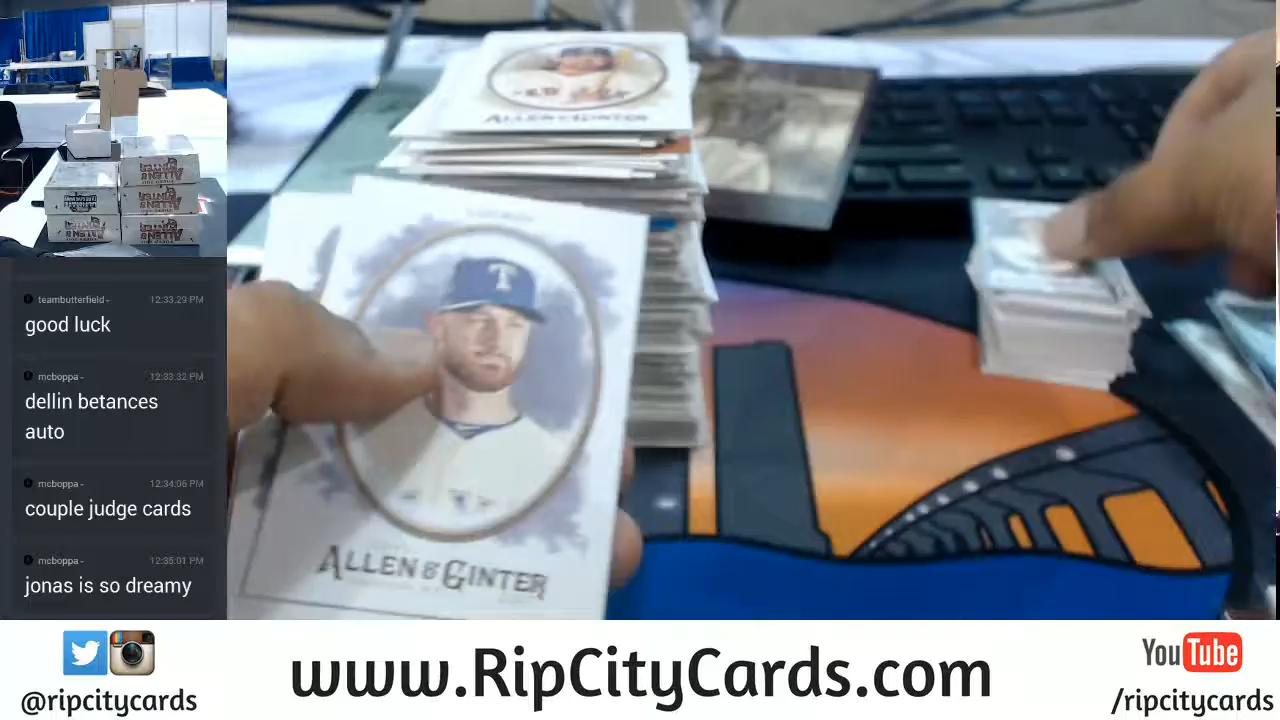 ALLEN & GINTER
T
ALLEN & GINTER
ALLEN & GINTER
teambutterfield - 12:33:29 PM
good luck
mcboppa - 12:33:32 PM
dellin betances
auto
mcboppa - 12:34:06 PM
couple judge cards
mcboppa - 12:35:01 PM
jonas is so dreamy
@ripcitycards
www.RipCityCards.com
YouTube
/ripcitycards